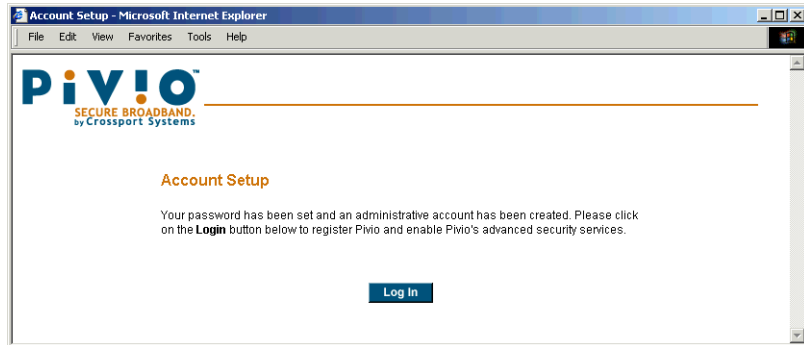 Account Setup - Microsoft Internet Explorer
File Edit View Favorites Tools Help
PiViO™
SECURE BROADBAND.
by Crossport Systems
Account Setup
Your password has been set and an administrative account has been created. Please click
on the Login button below to register Pivio and enable Pivio's advanced security services.
Log In